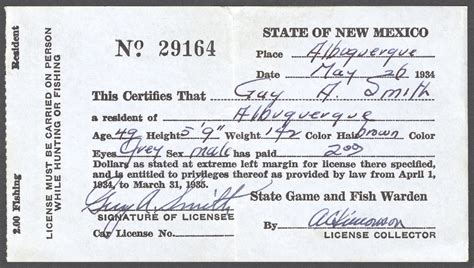 STATE OF NEW MEXICO
No 29164
Place Albuquerque
Date May 26 1934
This Certifies That Guy A. Smith
a resident of Albuquerque
Age 49 Height 5'9" Weight 142 Color Hair brown Color
Eyes Grey Sex male has paid 2.00
Dollars as stated at extreme left margin for license there specified,
and is entitled to privileges thereof as provided by law from April 1,
1934, to March 31, 1935.
State Game and Fish Warden
Guy A. Smith
SIGNATURE OF LICENSEE
By
LICENSE COLLECTOR
Car License No.
2.00 Fishing Resident
LICENSE MUST BE CARRIED ON PERSON
WHILE HUNTING OR FISHING